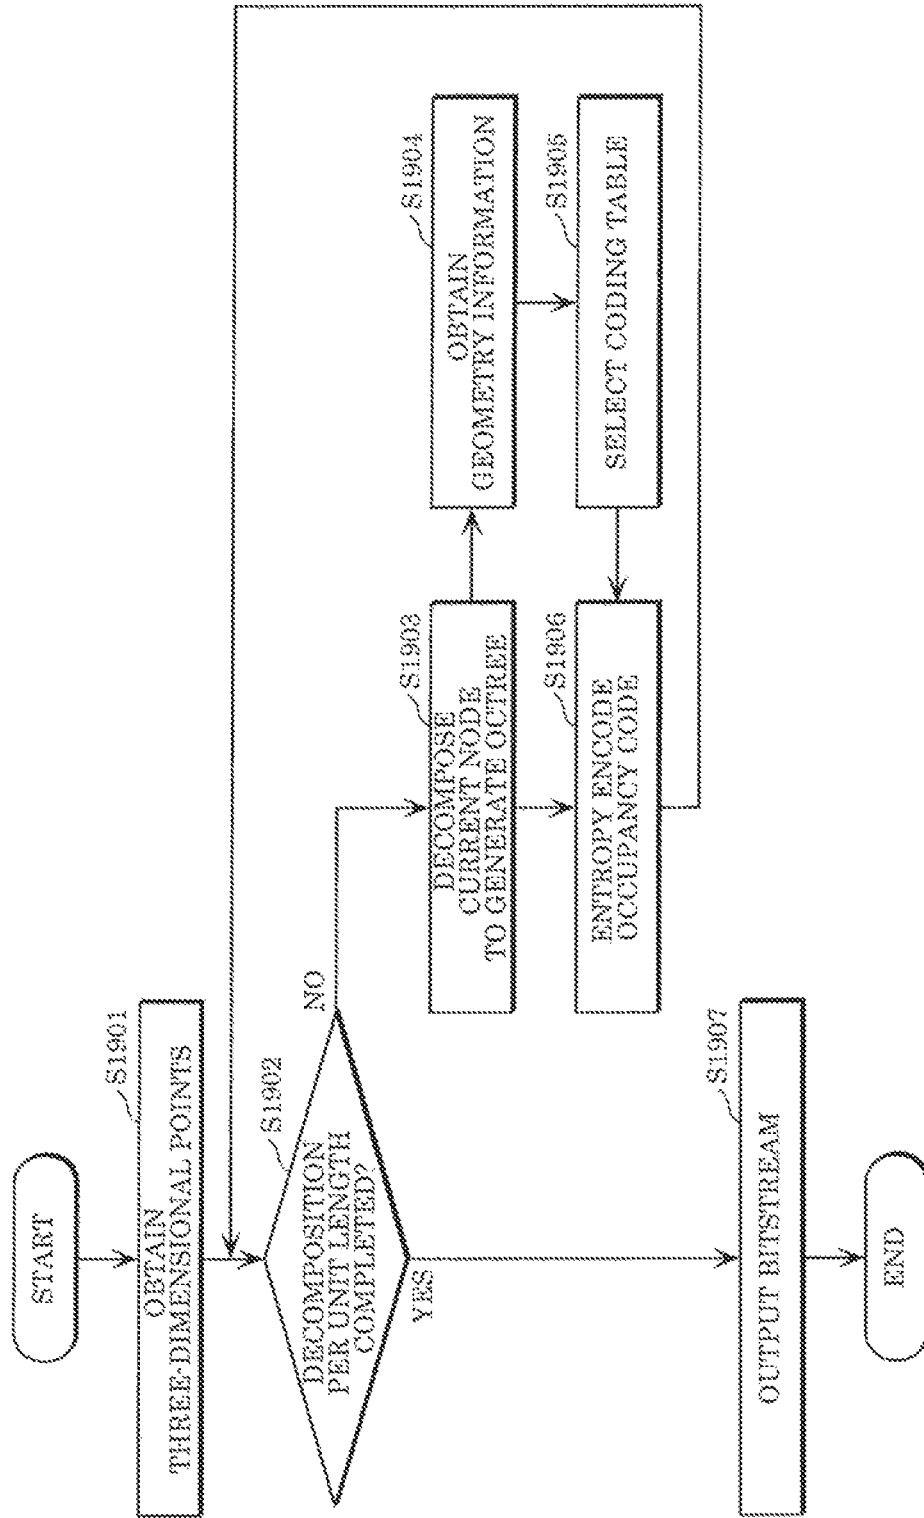 START
S1901
OBTAIN
THREE-DIMENSIONAL POINTS
S1902
DECOMPOSITION
PER UNIT LENGTH
COMPLETED?
NO
YES
S1903
DECOMPOSE
CURRENT NODE
TO GENERATE OCTREE
S1904
OBTAIN
GEOMETRY INFORMATION
S1905
SELECT CODING TABLE
S1906
ENTROPY ENCODE
OCCUPANCY CODE
S1907
OUTPUT BITSTREAM
END